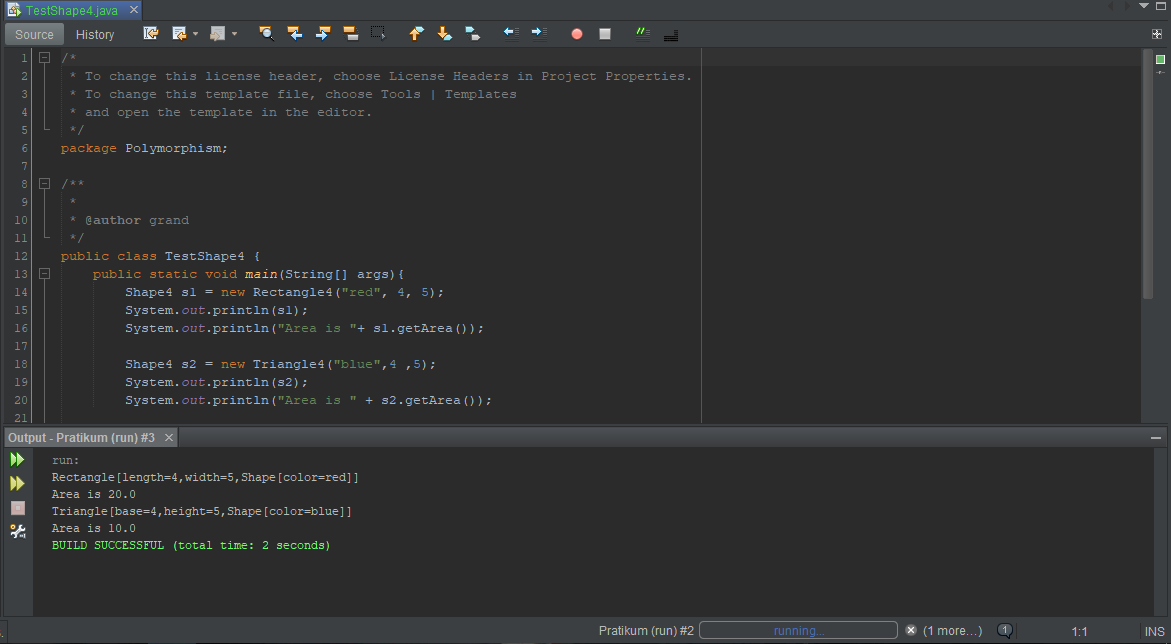 TestShape4.java
Source History
1 /*
2 * To change this license header, choose License Headers in Project Properties.
3 * To change this template file, choose Tools | Templates
4 * and open the template in the editor.
5 */
6 package Polymorphism;
7
8 /**
9 *
10 * @author grand
11 */
12 public class TestShape4 {
13 public static void main(String[] args){
14 Shape4 s1 = new Rectangle4("red", 4, 5);
15 System.out.println(s1);
16 System.out.println("Area is "+ s1.getArea());
17
18 Shape4 s2 = new Triangle4("blue",4 ,5);
19 System.out.println(s2);
20 System.out.println("Area is " + s2.getArea());
21
Output - Pratikum (run) #3
run:
Rectangle[length=4,width=5,Shape[color=red]]
Area is 20.0
Triangle[base=4,height=5,Shape[color=blue]]
Area is 10.0
BUILD SUCCESSFUL (total time: 2 seconds)
Pratikum (run) #2 running... (1 more...) 1 1:1 INS